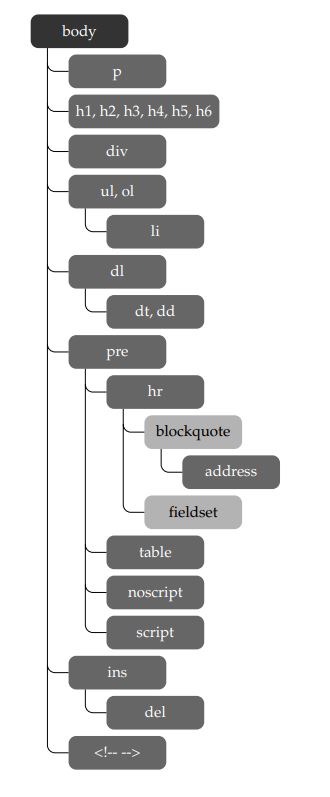 body
p
h1, h2, h3, h4, h5, h6
div
ul, ol
li
dl
dt, dd
pre
hr
blockquote
address
fieldset
table
noscript
script
ins
del
<!-- -->